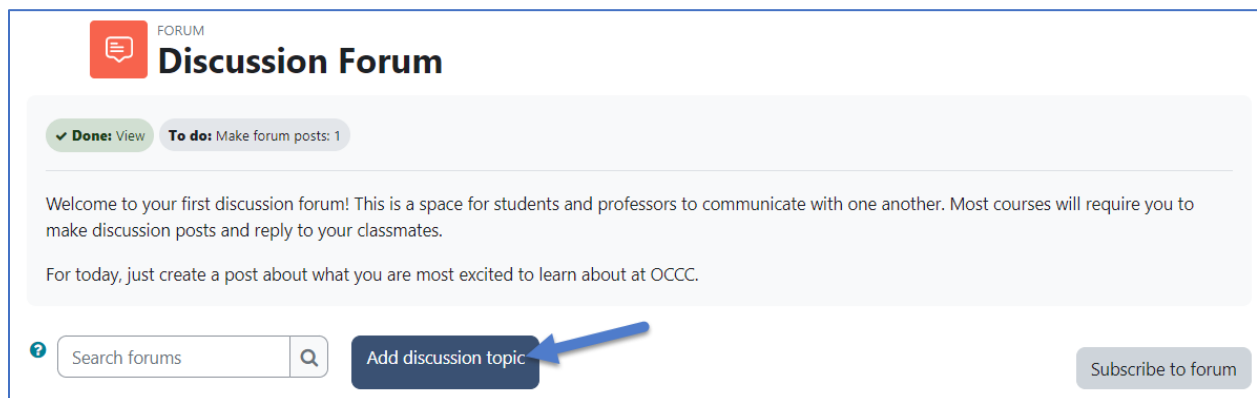 FORUM
Discussion Forum
✔ Done: View To do: Make forum posts: 1
Welcome to your first discussion forum! This is a space for students and professors to communicate with one another. Most courses will require you to
make discussion posts and reply to your classmates.
For today, just create a post about what you are most excited to learn about at OCCC.
? Search forums Add discussion topic
Subscribe to forum